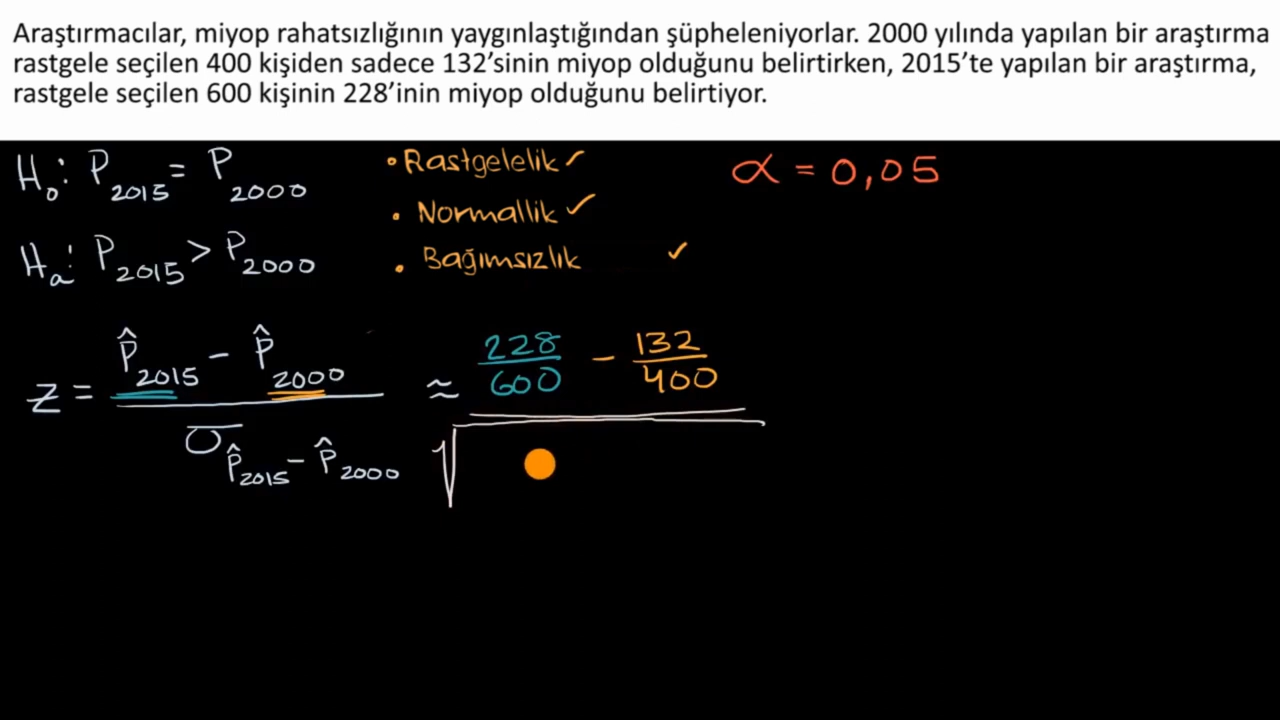 Araştırmacılar, miyop rahatsızlığının yaygınlaştığından şüpheleniyorlar. 2000 yılında yapılan bir araştırma
rastgele seçilen 400 kişiden sadece 132’sinin miyop olduğunu belirtirken, 2015’te yapılan bir araştırma,
rastgele seçilen 600 kişinin 228’inin miyop olduğunu belirtiyor.
H₀: P₂₀₁₅ = P₂₀₀₀
Hₐ: P₂₀₁₅ > P₂₀₀₀
• Rastgelelik ✓
• Normallik ✓
• Bağımsızlık ✓
α = 0,05
z = (p̂₂₀₁₅ − p̂₂₀₀₀) / σ p̂₂₀₁₅ − p̂₂₀₀₀ ≈ (228/600 − 132/400) / √